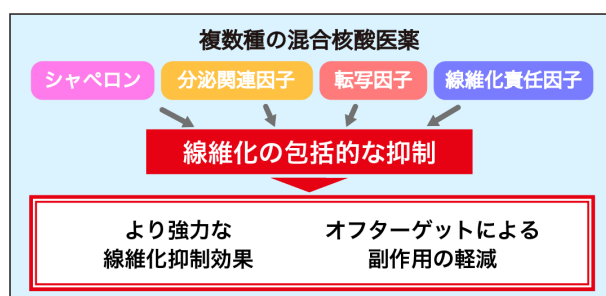 複数種の混合核酸医薬
シャペロン 分泌関連因子 転写因子 線維化責任因子
線維化の包括的な抑制
より強力な
線維化抑制効果
オフターゲットによる
副作用の軽減